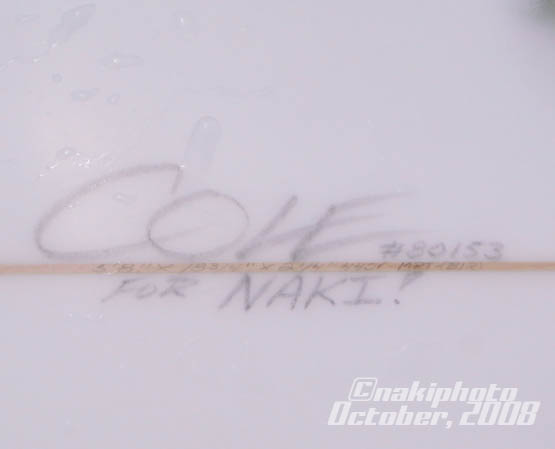 COLE
#80153
FOR NAKI!
©nakiphoto
October, 2008